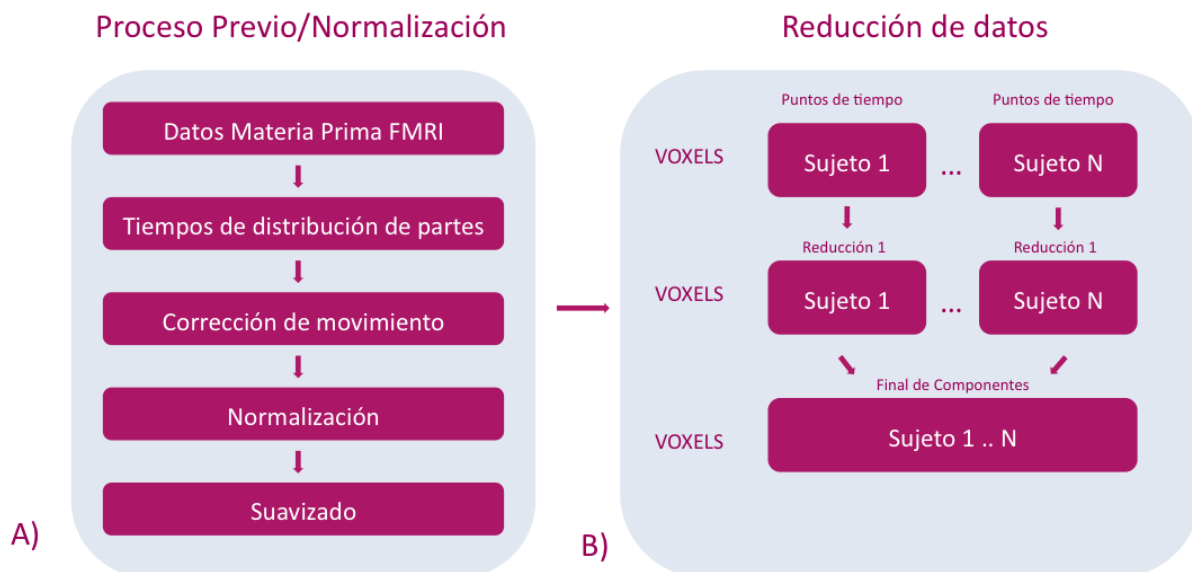 Proceso Previo/Normalización
Datos Materia Prima FMRI
Tiempos de distribución de partes
Corrección de movimiento
Normalización
Suavizado
A)
Reducción de datos
Puntos de tiempo
Puntos de tiempo
VOXELS
Sujeto 1
...
Sujeto N
Reducción 1
Reducción 1
VOXELS
Sujeto 1
...
Sujeto N
Final de Componentes
VOXELS
Sujeto 1 .. N
B)